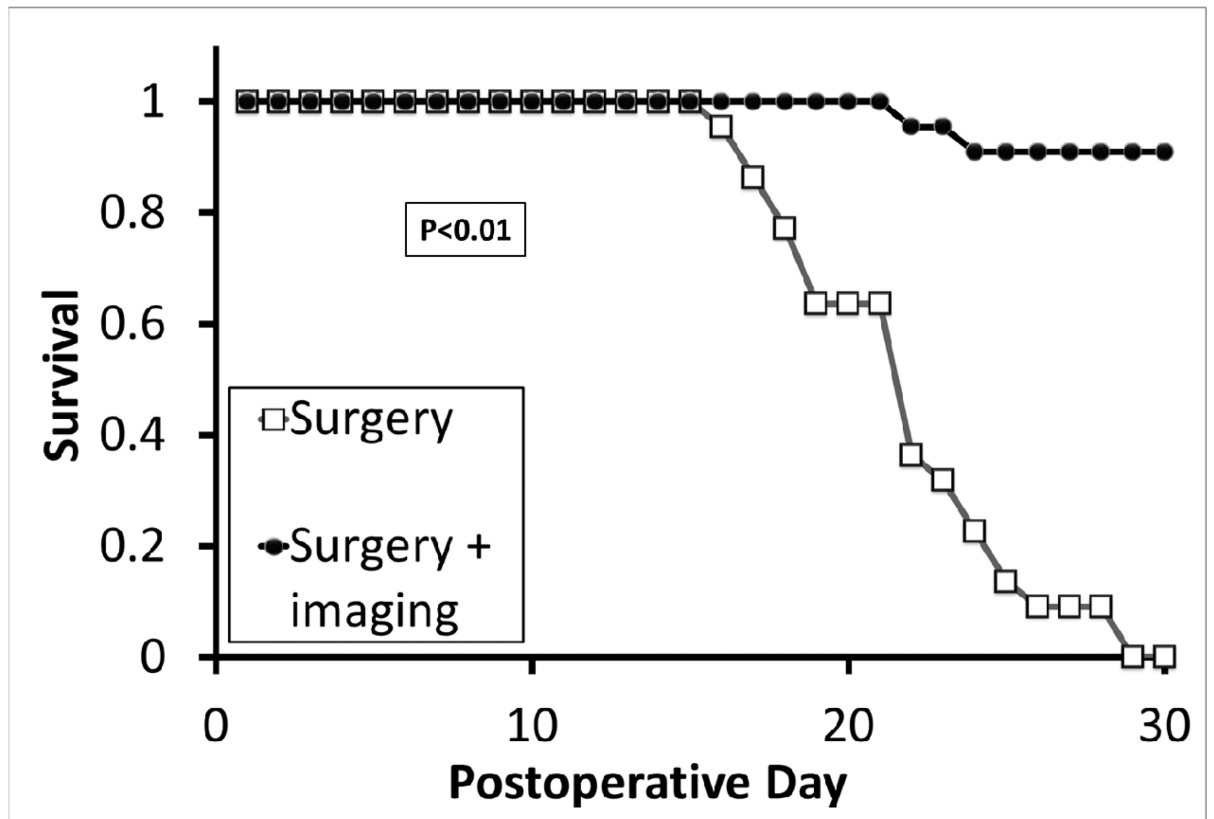 1
0.8
0.6
0.4
0.2
0
Survival
P<0.01
Surgery
Surgery +
imaging
0 10 20 30
Postoperative Day